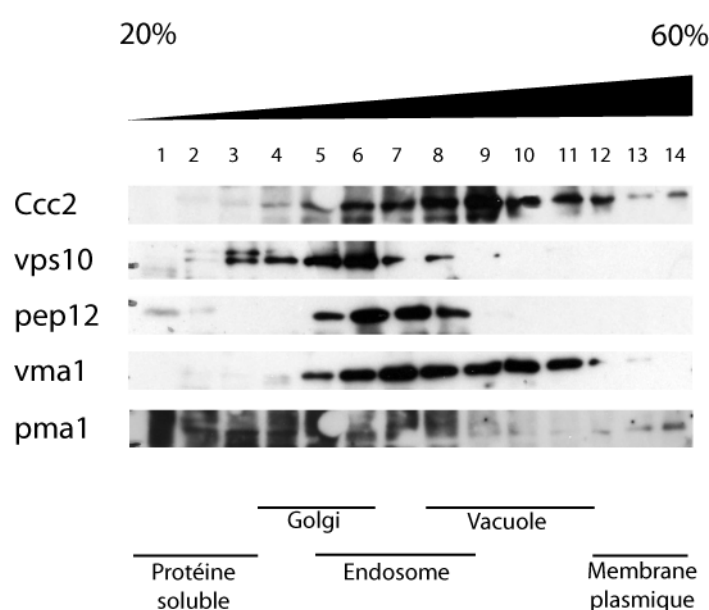 20% 60%
1 2 3 4 5 6 7 8 9 10 11 12 13 14
Ccc2
vps10
pep12
vma1
pma1
Golgi Vacuole
Protéine soluble
Endosome
Membrane plasmique